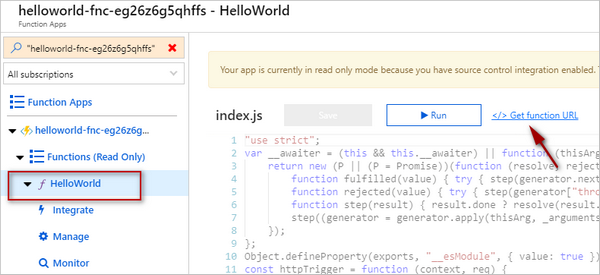 helloworld-fnc-eg26z6g5qhffs - HelloWorld
Function Apps
"helloworld-fnc-eg26z6g5qhffs"
All subscriptions
Function Apps
helloworld-fnc-eg26z6g...
Functions (Read Only)
f HelloWorld
Integrate
Manage
Monitor
Your app is currently in read only mode because you have source control integration enabled.
index.js
Save
Run
</> Get function URL
1 "use strict";
2 var __awaiter = (this && this.__awaiter) || function (thisArg
3 return new (P || (P = Promise))(function (resolve, reject
4 function fulfilled(value) { try { step(generator.next
5 function rejected(value) { try { step(generator["thro
6 function step(result) { result.done ? resolve(result.
7 step((generator = generator.apply(thisArg, _arguments
8 });
9 };
10 Object.defineProperty(exports, "__esModule", { value: true })
11 const httpTrigger = function (context, req) {